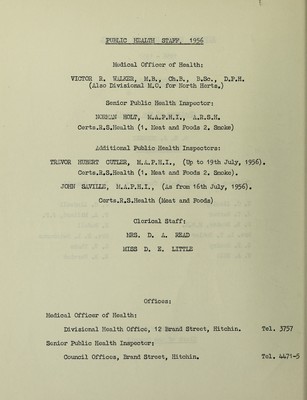 PUBLIC HEALTH STAFF, 1956
Medical Officer of Health:
VICTOR R. WALKER, M.B., Ch.B., B.Sc., D.P.H.
(Also Divisional M.O. for North Herts.)
Senior Public Health Inspector:
NORMAN HOLT, M.A.P.H.I., A.R.S.H.
Certs.R.S.Health (1. Meat and Foods 2. Smoke)
Additional Public Health Inspectors:
TREVOR HUBERT CUTLER, M.A.P.H.I., (Up to 19th July, 1956).
Certs.R.S.Health (1. Meat and Foods 2. Smoke),
JOHN SAVILLE, M.A.P.H.I., (As from 16th July, 1956).
Certs.R.S.Health (Meat and Foods)
Clerical Staff:
MRS. D. A. READ
MISS D. E. LITTLE
Offices:
Medical Officer of Health:
Divisional Health Office, 12 Brand Street, Hitchin. Tel. 3757
Senior Public Health Inspector:
Council Offices, Brand Street, Hitchin. Tel. 4471-5